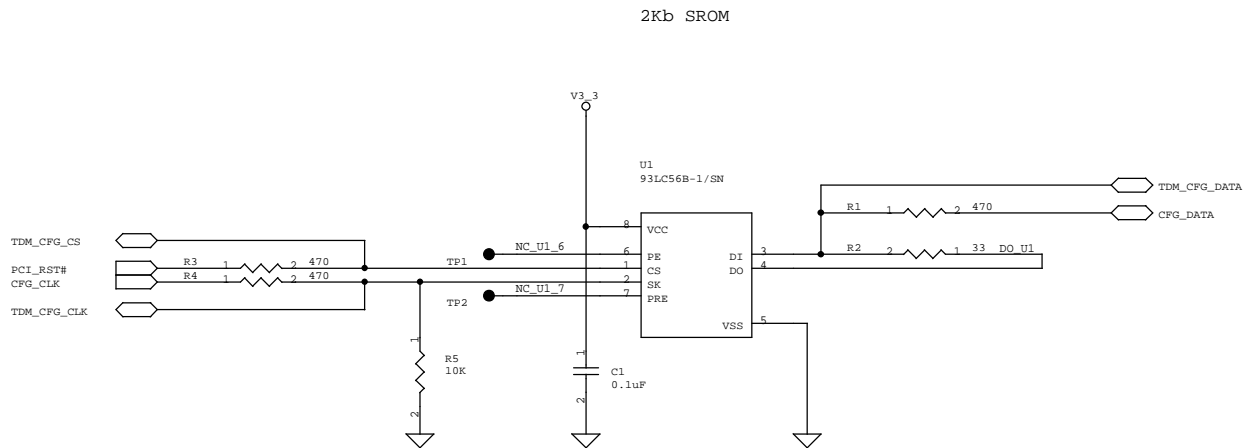 2Kb SROM
V3_3
U1
93LC56B-1/SN
TDM_CFG_DATA
R1 1 2 470 CFG_DATA
8 VCC
TDM_CFG_CS
NC_U1_6 6 PE DI 3 R2 2 1 33 DO_U1
PCI_RST# R3 1 2 470 TP1 1 CS DO 4
CFG_CLK R4 1 2 470 2 SK
NC_U1_7 7 PRE
TDM_CFG_CLK TP2
VSS 5
1
R5
10K
2
1
C1
0.1uF
2